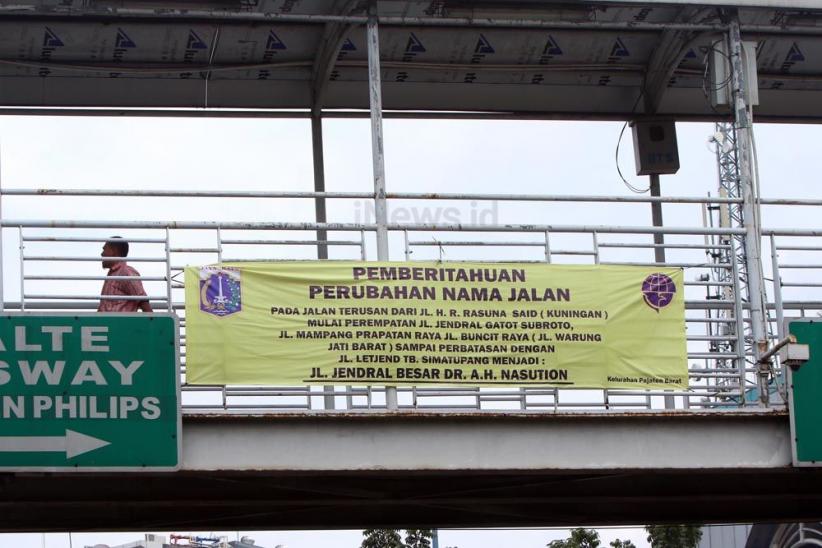 iNews.id
BTS
PEMBERITAHUAN
PERUBAHAN NAMA JALAN
PADA JALAN TERUSAN DARI JL. H. R. RASUNA SAID ( KUNINGAN )
MULAI PEREMPATAN JL. JENDRAL GATOT SUBROTO,
JL. MAMPANG PRAPATAN RAYA JL. BUNCIT RAYA ( JL. WARUNG
JATI BARAT ) SAMPAI PERBATASAN DENGAN
JL. LETJEND TB. SIMATUPANG MENJADI :
JL. JENDRAL BESAR DR. A.H. NASUTION
Kelurahan Pejaten Barat
ALTE
SWAY
N PHILIPS